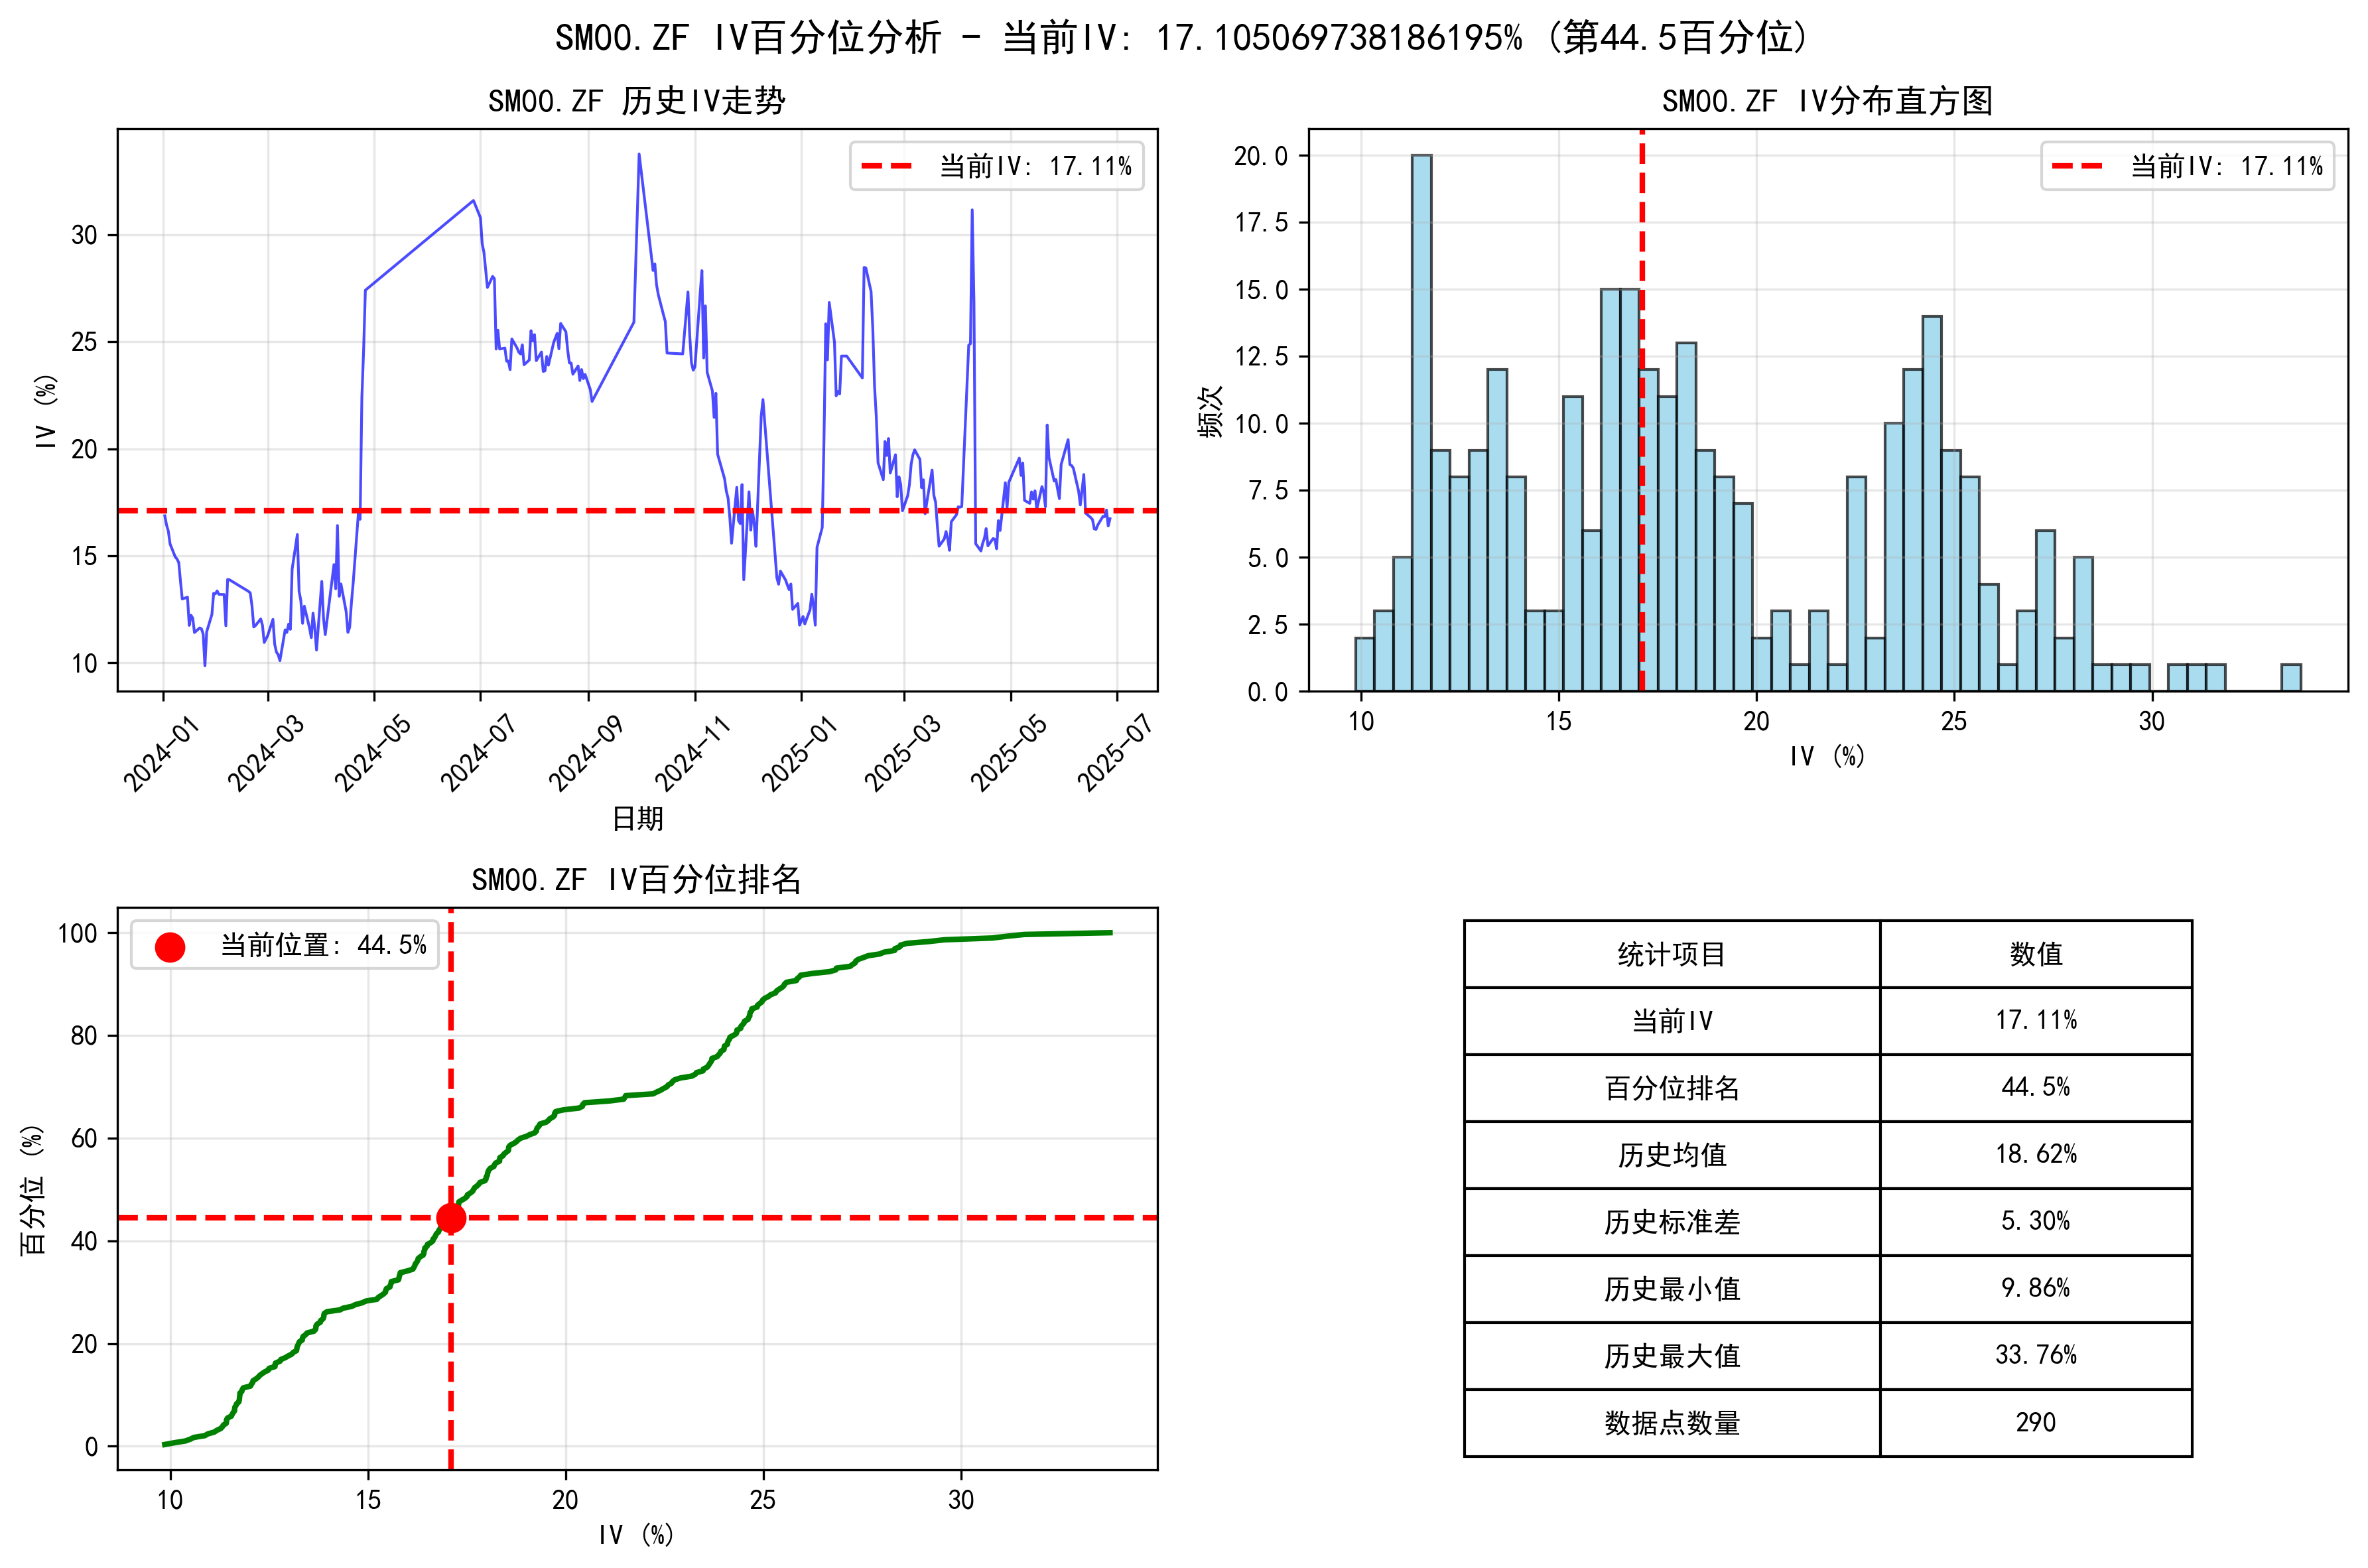 SM00.ZF IV百分位分析 - 当前IV: 17.105069738186195% (第44.5百分位)
SM00.ZF 历史IV走势
当前IV: 17.11%
IV (%)
30
25
20
15
10
2024-01
2024-03
2024-05
2024-07
2024-09
2024-11
2025-01
2025-03
2025-05
2025-07
日期
SM00.ZF IV分布直方图
当前IV: 17.11%
频次
20.0
17.5
15.0
12.5
10.0
7.5
5.0
2.5
0.0
10
15
20
25
30
IV (%)
SM00.ZF IV百分位排名
当前位置: 44.5%
百分位 (%)
100
80
60
40
20
0
10
15
20
25
30
IV (%)
统计项目 数值
当前IV 17.11%
百分位排名 44.5%
历史均值 18.62%
历史标准差 5.30%
历史最小值 9.86%
历史最大值 33.76%
数据点数量 290